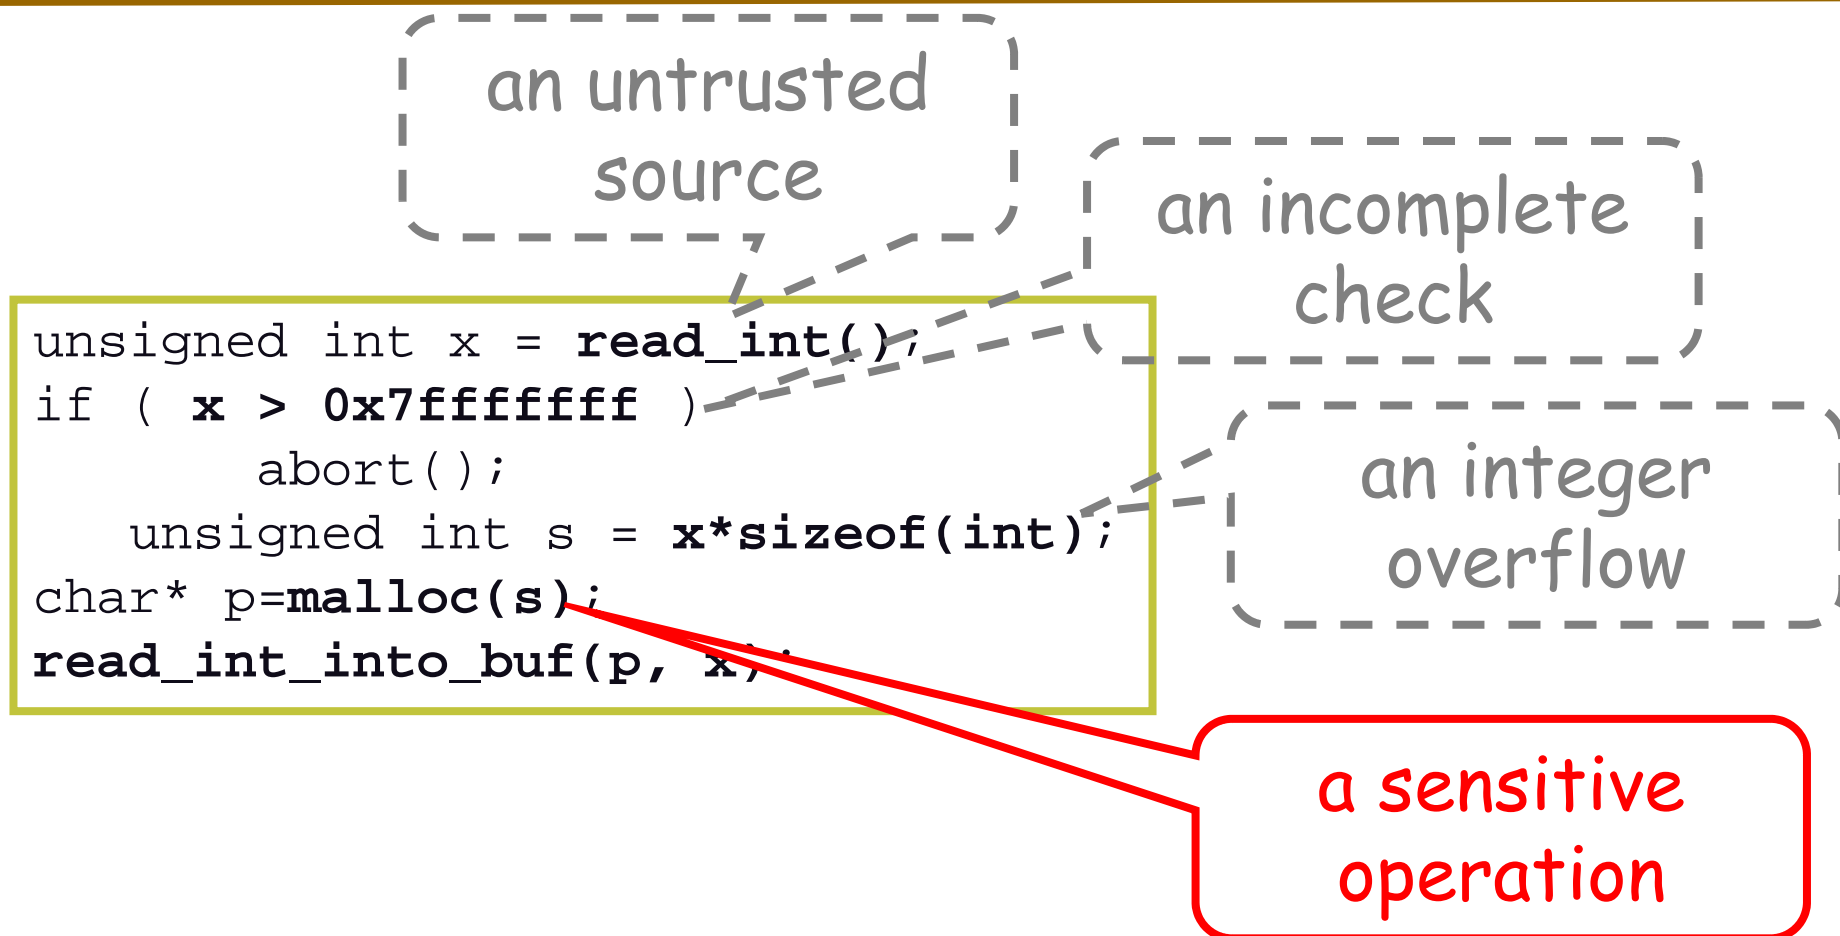 an untrusted
source
an incomplete
check
unsigned int x = read_int();
if ( x > 0x7fffffff )
abort();
unsigned int s = x*sizeof(int);
char* p=malloc(s);
read_int_into_buf(p, x);
an integer
overflow
a sensitive
operation